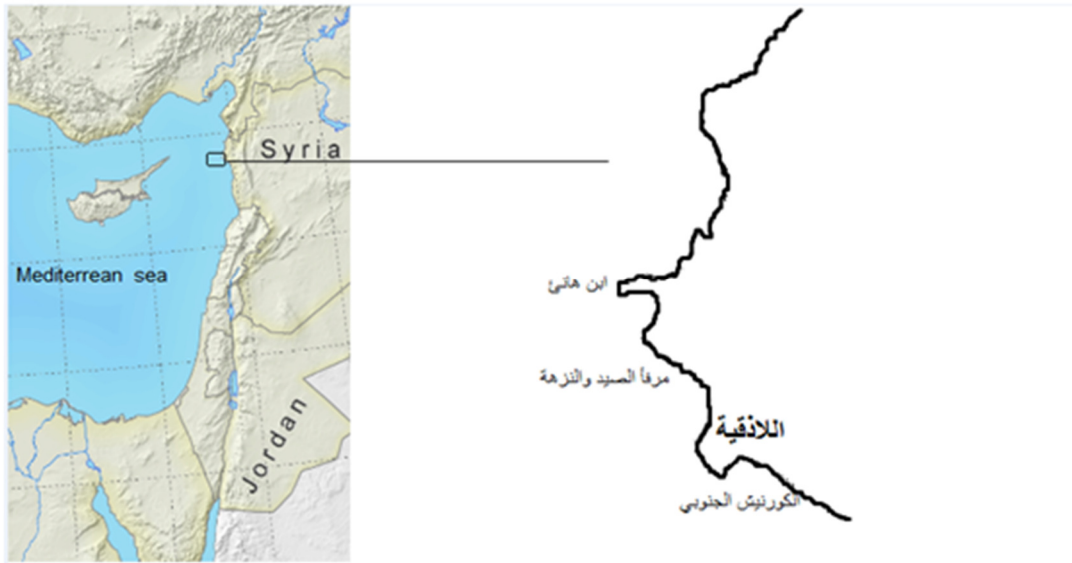 Syria
Mediterrean sea
Jordan
ابن هانئ
مرفأ الصيد والنزهة
اللاذقية
الكورنيش الجنوبي